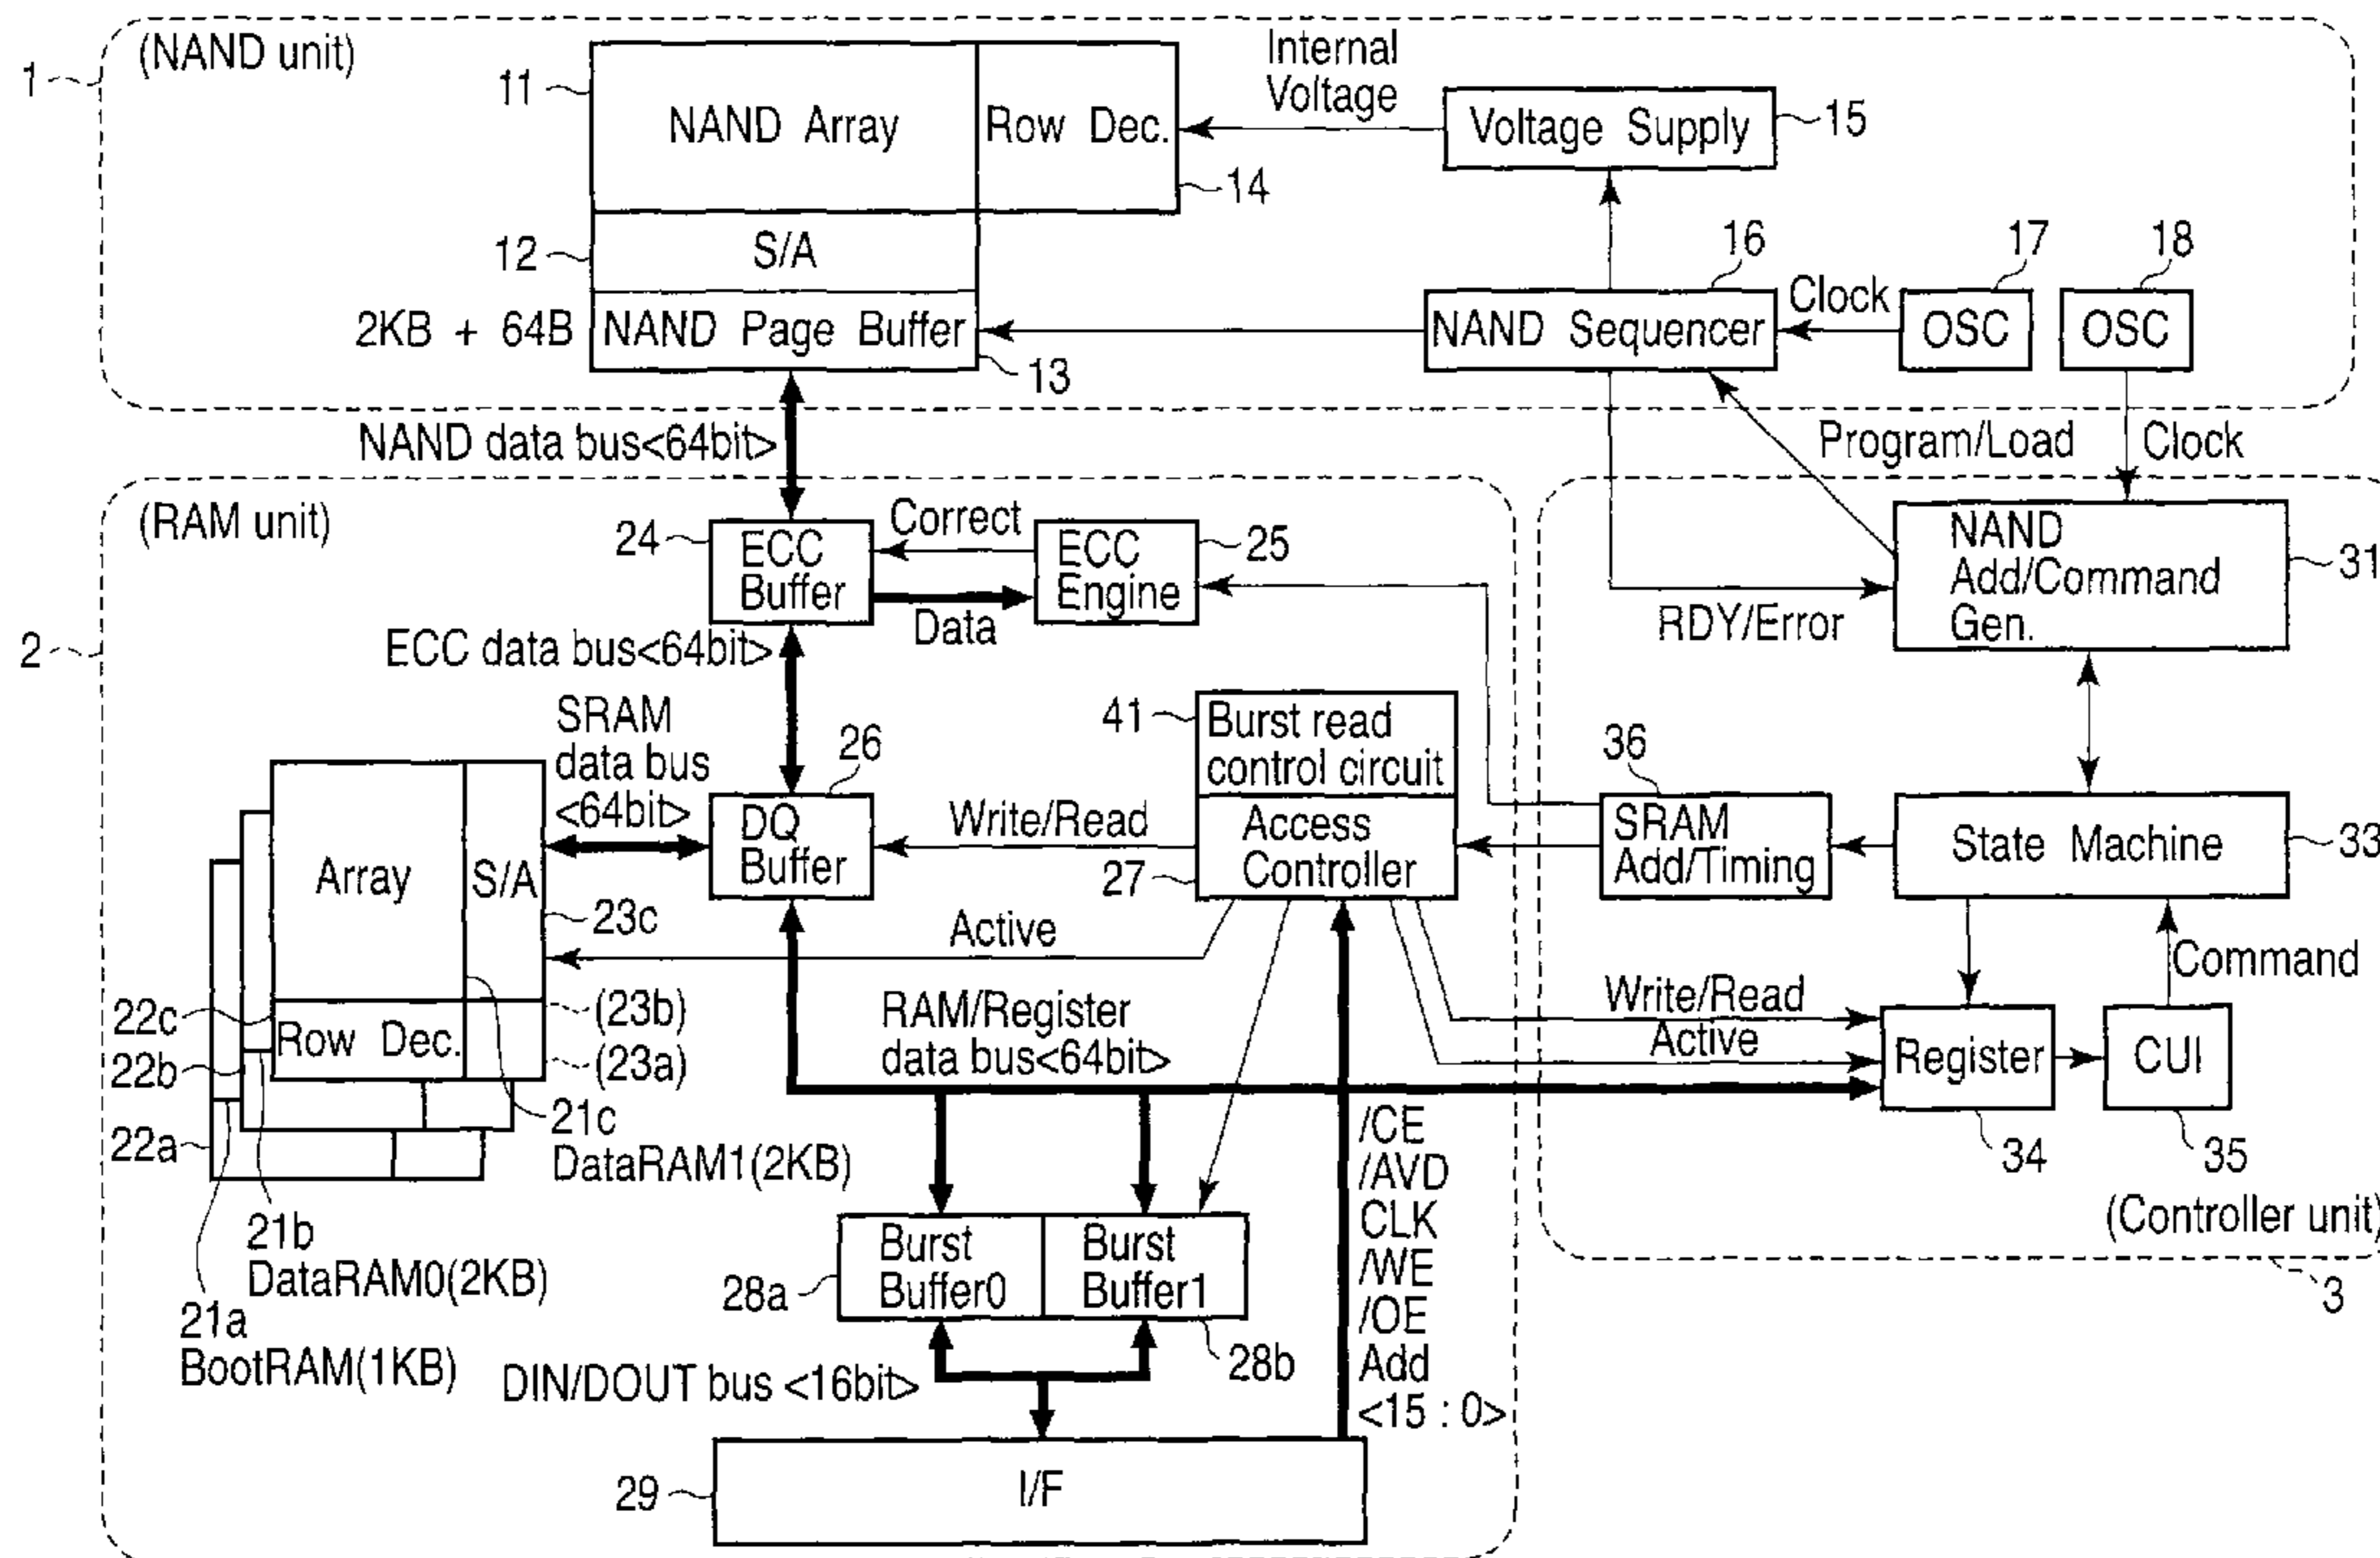 (NAND unit)
1
11
NAND Array
Row Dec.
14
Internal
Voltage
Voltage Supply
15
12
S/A
2KB + 64B
NAND Page Buffer
13
16
NAND Sequencer
Clock
17
OSC
18
OSC
NAND data bus<64bit>
Program/Load
Clock
(RAM unit)
2
24
ECC
Buffer
Correct
Data
ECC
Engine
25
RDY/Error
NAND
Add/Command
Gen.
31
ECC data bus<64bit>
SRAM
data bus
<64bit>
26
DQ
Buffer
Write/Read
41
Burst read
control circuit
Access
Controller
27
36
SRAM
Add/Timing
State Machine
33
Array
S/A
23c
Active
Command
22c
Row Dec.
(23b)
(23a)
22b
22a
21c
DataRAM1(2KB)
21b
DataRAM0(2KB)
21a
BootRAM(1KB)
RAM/Register
data bus<64bit>
Write/Read
Active
Register
34
CUI
35
/CE
/AVD
CLK
/WE
/OE
Add
<15 : 0>
(Controller unit)
3
28a
Burst
Buffer0
Burst
Buffer1
28b
DIN/DOUT bus <16bit>
29
I/F